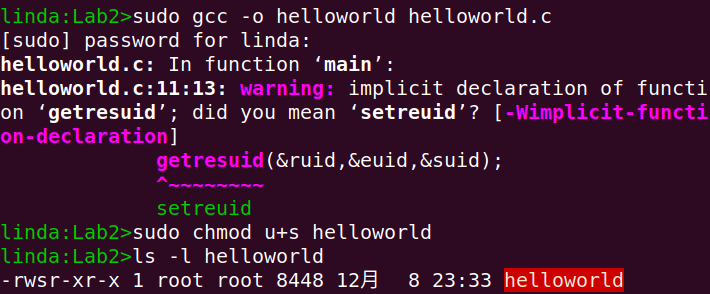 linda:Lab2>sudo gcc -o helloworld helloworld.c
[sudo] password for linda:
helloworld.c: In function ‘main’:
helloworld.c:11:13: warning: implicit declaration of functi
on ‘getresuid’; did you mean ‘setreuid’? [-Wimplicit-functi
on-declaration]
getresuid(&ruid,&euid,&suid);
^~~~~~~~~
setreuid
linda:Lab2>sudo chmod u+s helloworld
linda:Lab2>ls -l helloworld
-rwsr-xr-x 1 root root 8448 12月  8 23:33 helloworld